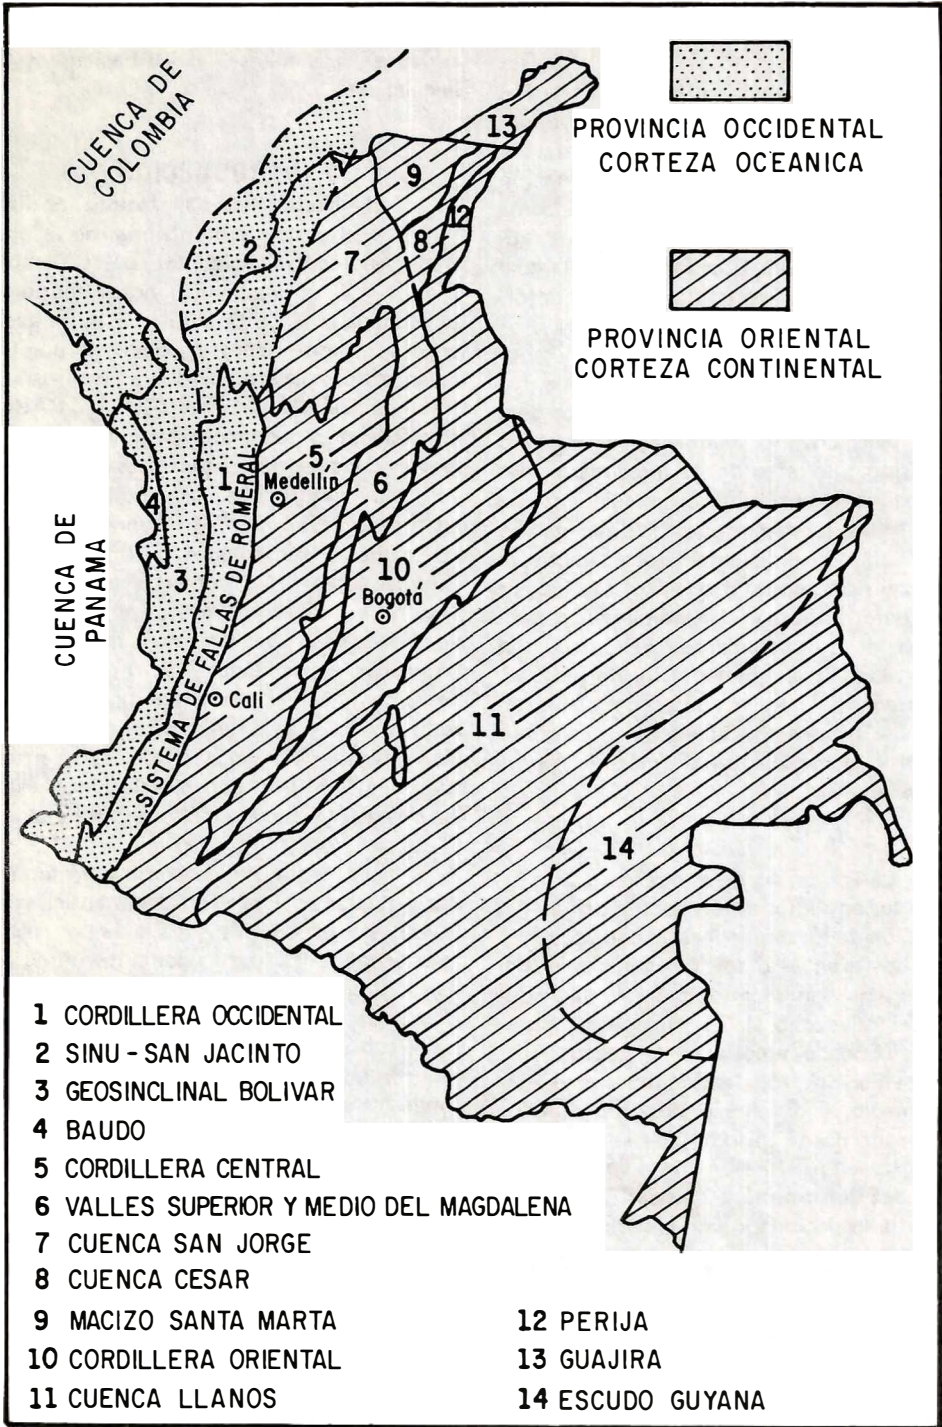 CUENCA DE
COLOMBIA
PROVINCIA OCCIDENTAL
CORTEZA OCEANICA
PROVINCIA ORIENTAL
CORTEZA CONTINENTAL
13
9
12
8
2
7
1
5
Medellín
6
4
CUENCA DE
PANAMA
3
10
Bogotá
SISTEMA DE FALLAS DE ROMERAL
Cali
11
14
1 CORDILLERA OCCIDENTAL
2 SINU - SAN JACINTO
3 GEOSINCLINAL BOLIVAR
4 BAUDO
5 CORDILLERA CENTRAL
6 VALLES SUPERIOR Y MEDIO DEL MAGDALENA
7 CUENCA SAN JORGE
8 CUENCA CESAR
9 MACIZO SANTA MARTA
10 CORDILLERA ORIENTAL
11 CUENCA LLANOS
12 PERIJA
13 GUAJIRA
14 ESCUDO GUYANA